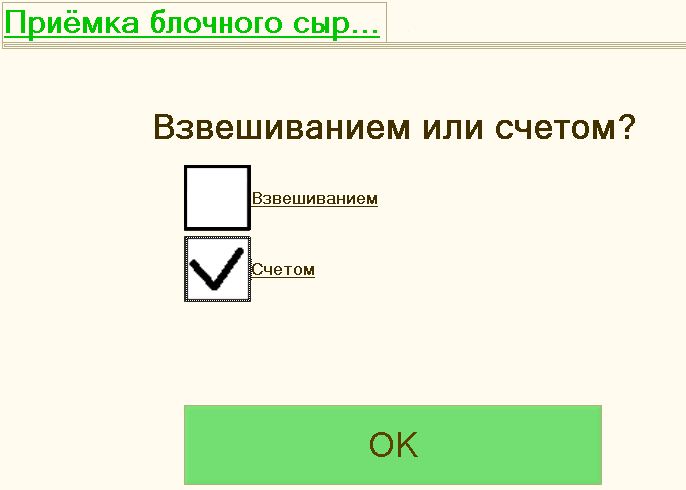 Приёмка блочного сыр...
Взвешиванием или счетом?
Взвешиванием
Счетом
OK